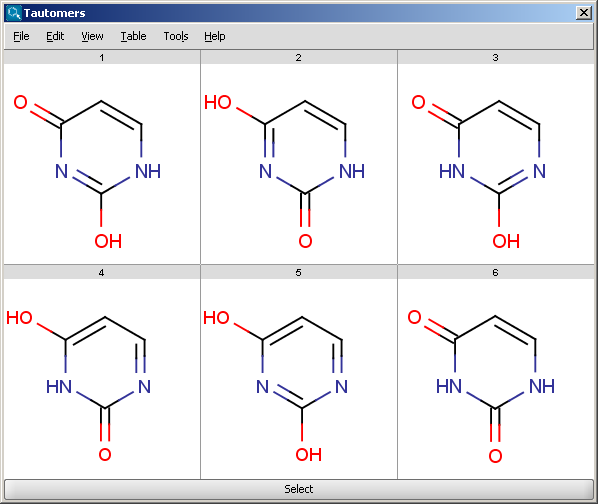 Tautomers
File Edit View Table Tools Help
1 2 3
O HO O
N NH N NH HN N
OH O OH
4 5 6
HO HO O
HN N N N HN NH
O OH O
Select